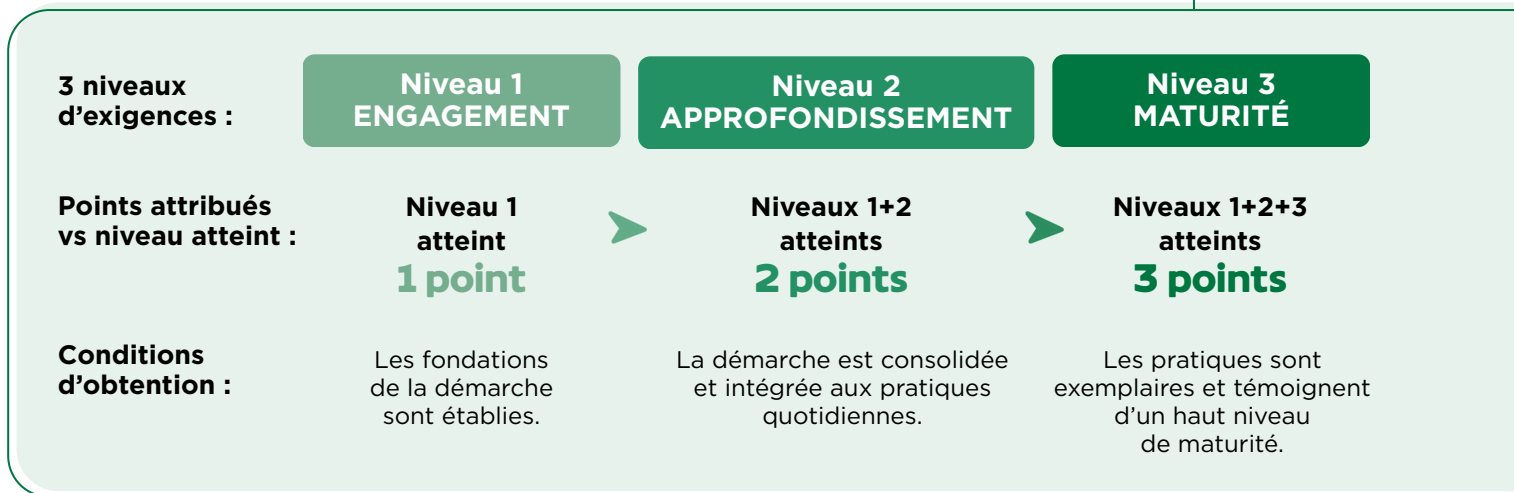 3 niveaux
d'exigences :
Niveau 1
ENGAGEMENT
Niveau 2
APPROFONDISSEMENT
Niveau 3
MATURITÉ
Points attribués
vs niveau atteint :
Niveau 1
atteint
1 point
Niveaux 1+2
atteints
2 points
Niveaux 1+2+3
atteints
3 points
Conditions
d'obtention :
Les fondations
de la démarche
sont établies.
La démarche est consolidée
et intégrée aux pratiques
quotidiennes.
Les pratiques sont
exemplaires et témoignent
d'un haut niveau
de maturité.